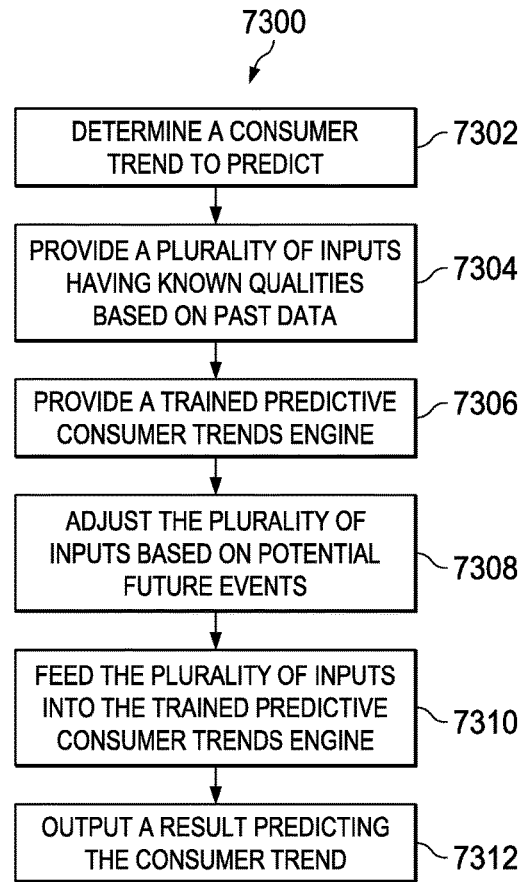 7300
DETERMINE A CONSUMER
TREND TO PREDICT
7302
PROVIDE A PLURALITY OF INPUTS
HAVING KNOWN QUALITIES
BASED ON PAST DATA
7304
PROVIDE A TRAINED PREDICTIVE
CONSUMER TRENDS ENGINE
7306
ADJUST THE PLURALITY OF
INPUTS BASED ON POTENTIAL
FUTURE EVENTS
7308
FEED THE PLURALITY OF INPUTS
INTO THE TRAINED PREDICTIVE
CONSUMER TRENDS ENGINE
7310
OUTPUT A RESULT PREDICTING
THE CONSUMER TREND
7312